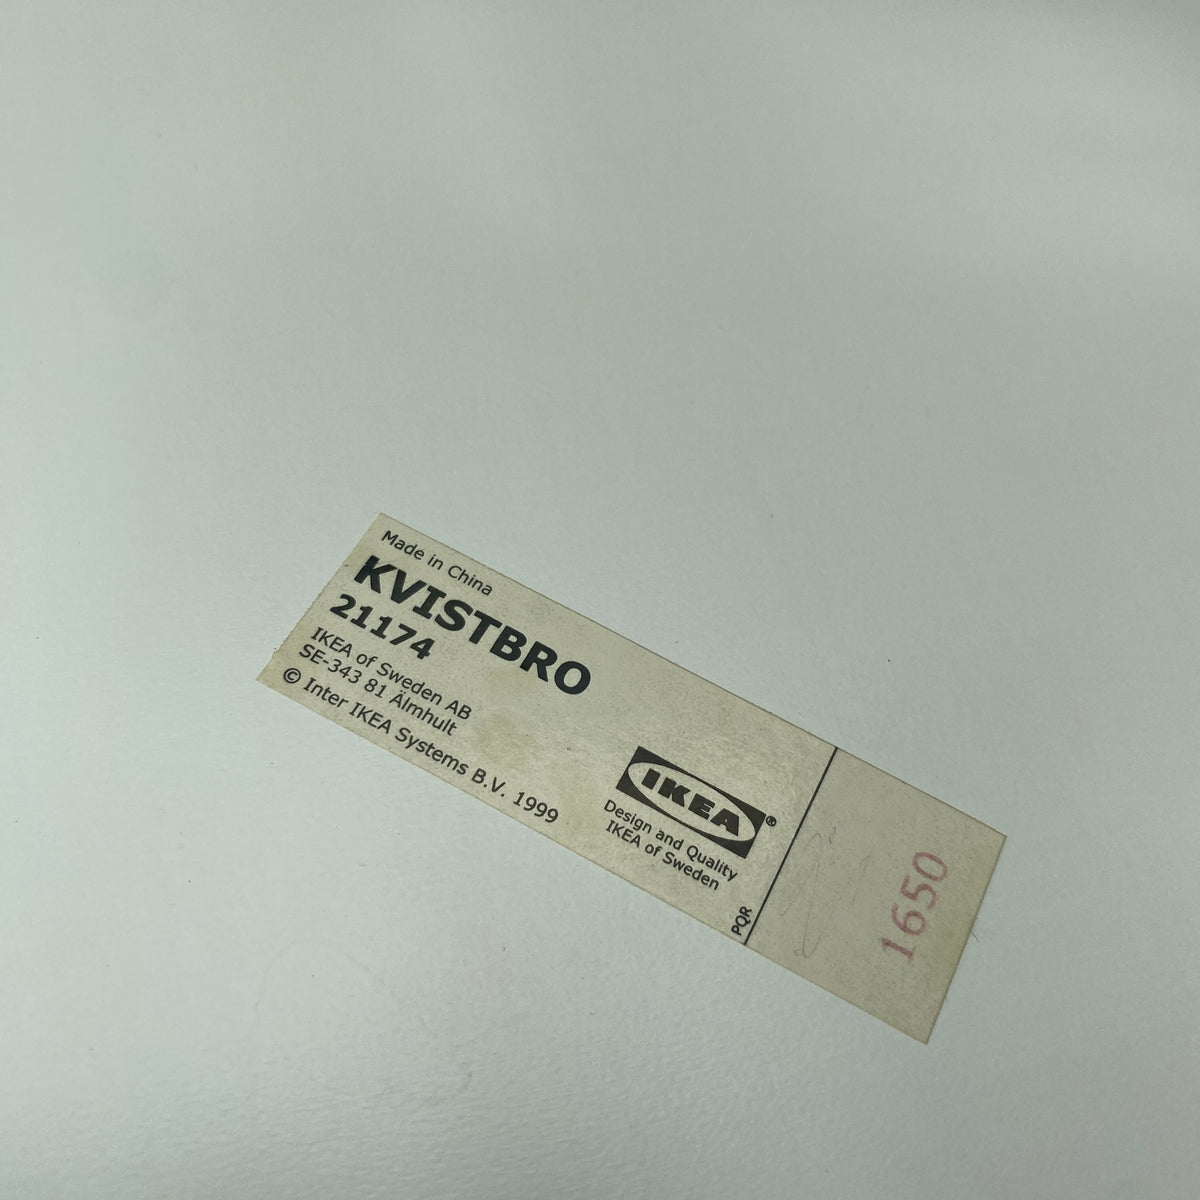 Made in China
KVISTBRO
21174
IKEA of Sweden AB
SE-343 81 Älmhult
© Inter IKEA Systems B.V. 1999
IKEA®
Design and Quality
IKEA of Sweden
PQR
1650